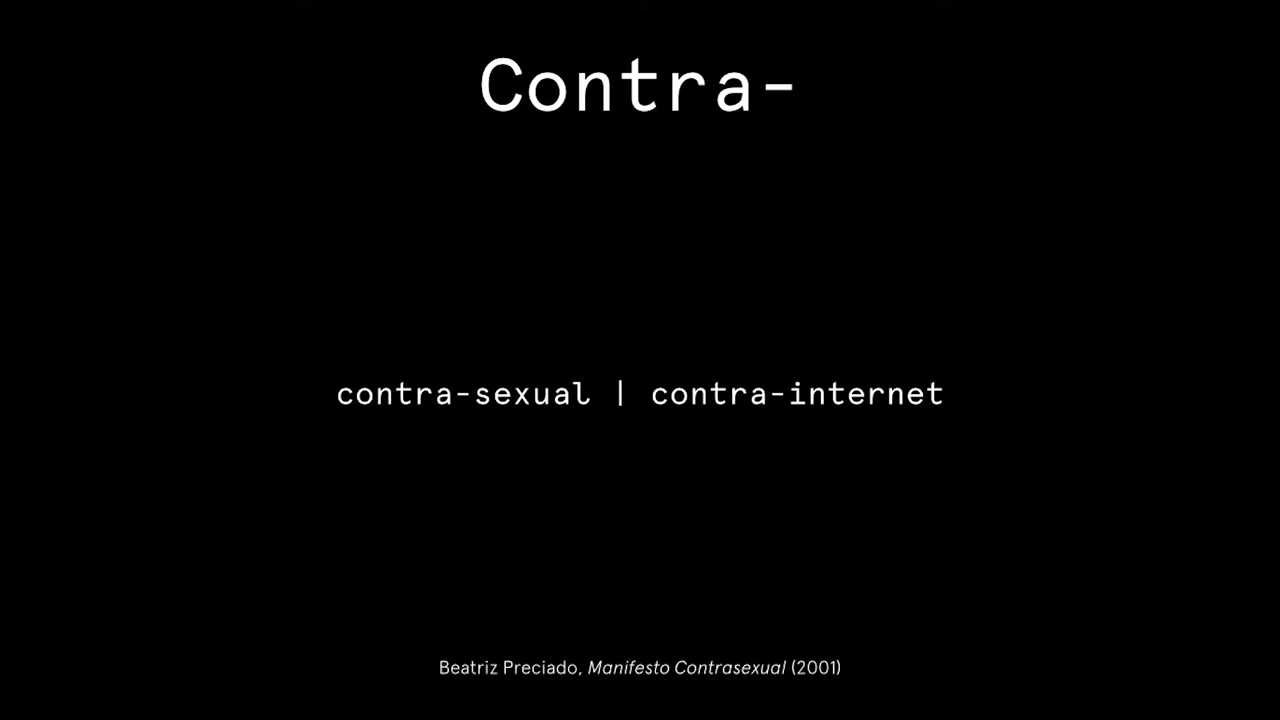 Contra-
contra-sexual | contra-internet
Beatriz Preciado, Manifesto Contrasexual (2001)